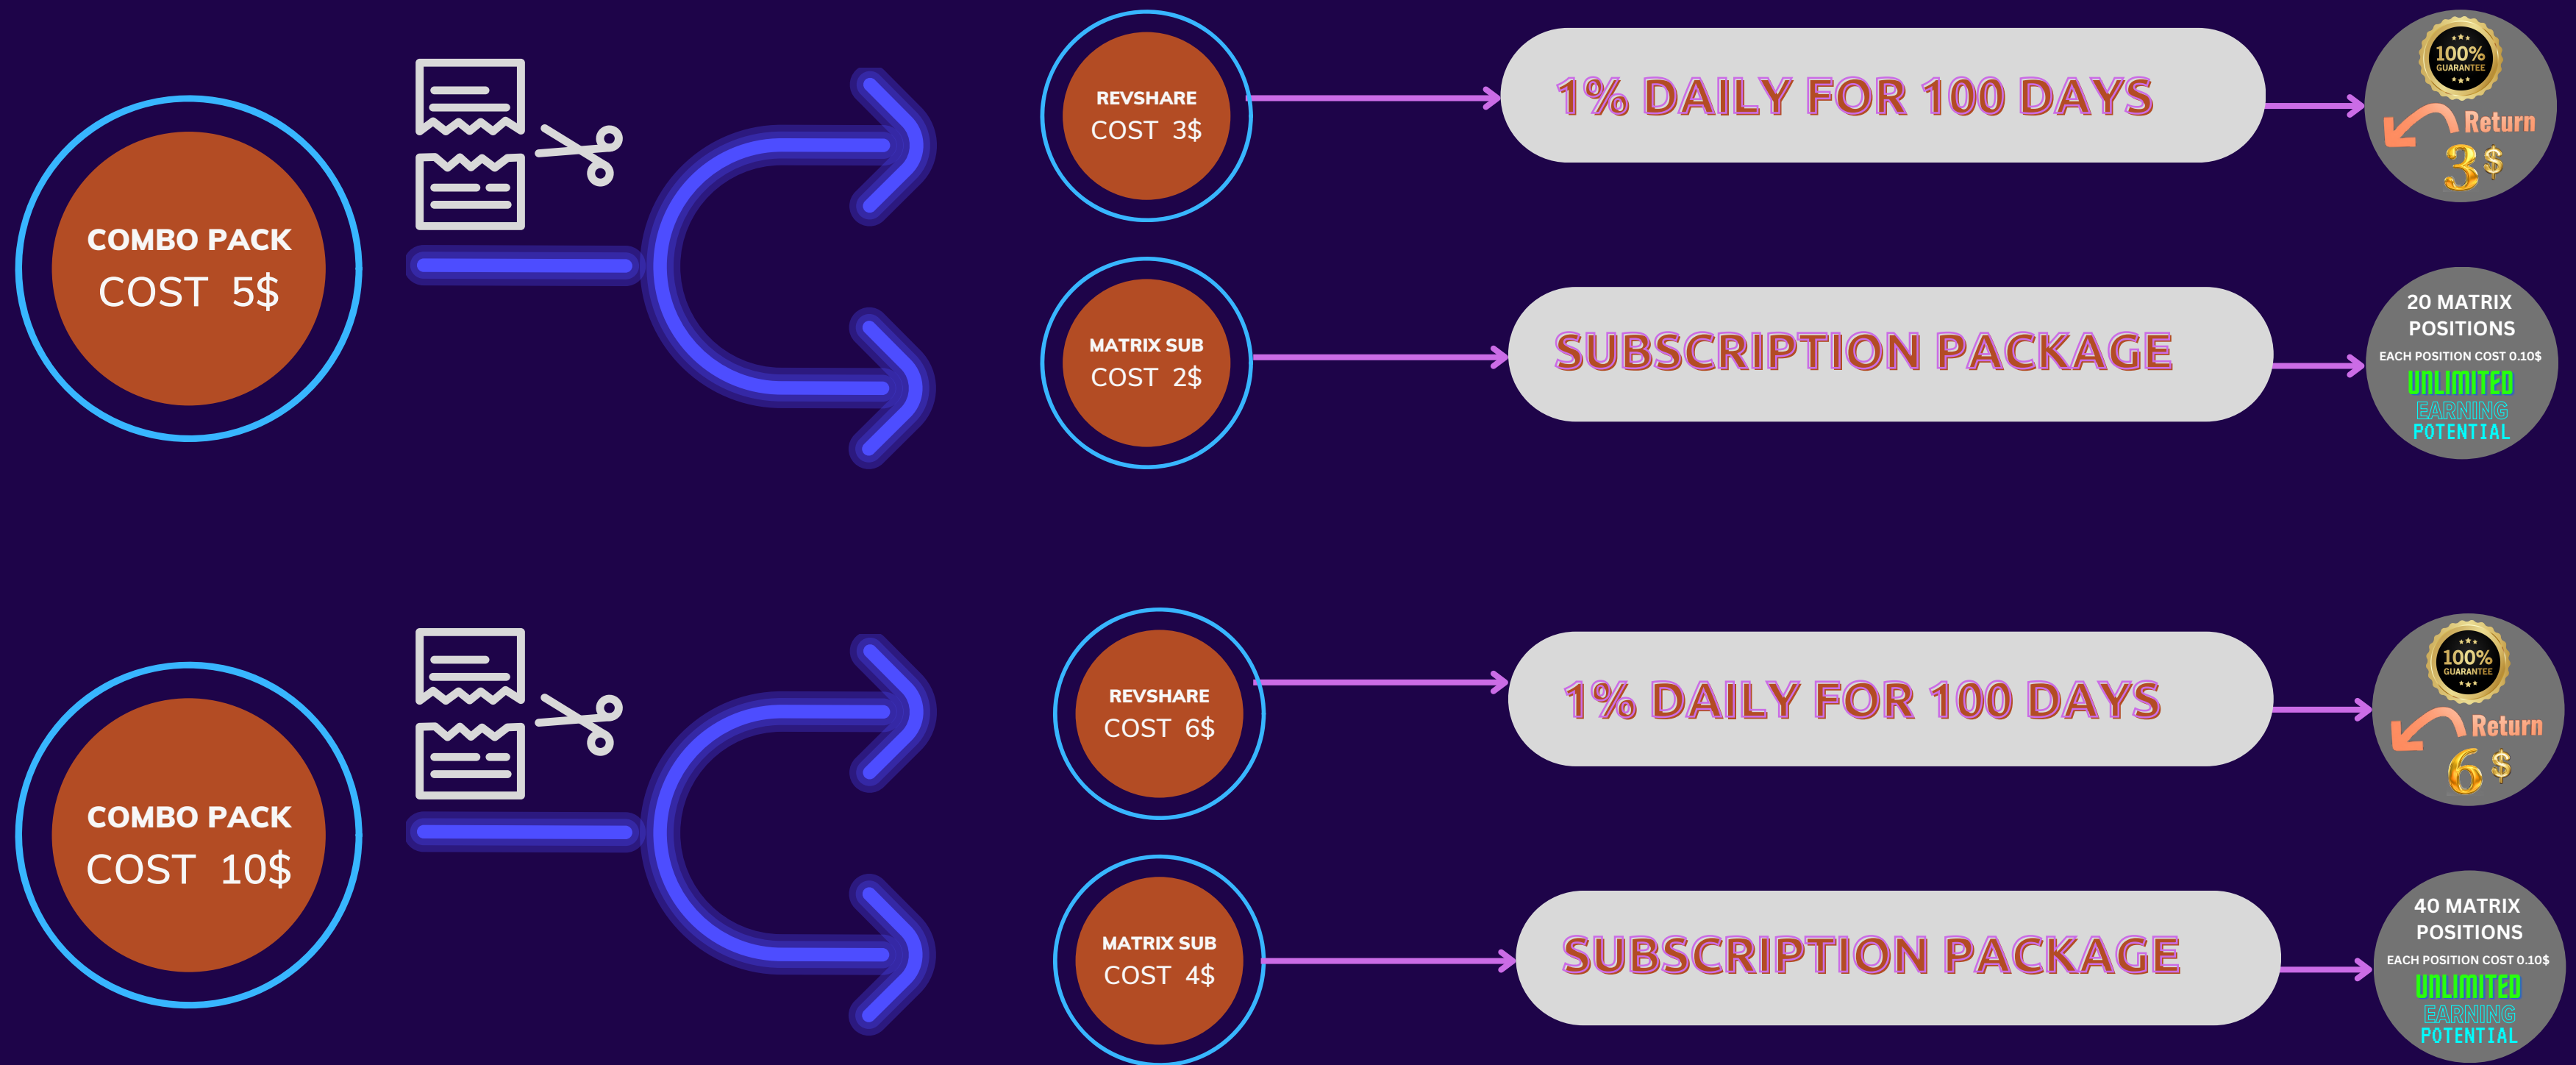 COMBO PACK
COST 5$
REVSHARE
COST 3$
1% DAILY FOR 100 DAYS
100%
GUARANTEE
Return
3$
MATRIX SUB
COST 2$
SUBSCRIPTION PACKAGE
20 MATRIX
POSITIONS
EACH POSITION COST 0.10$
UNLIMITED
EARNING
POTENTIAL
COMBO PACK
COST 10$
REVSHARE
COST 6$
1% DAILY FOR 100 DAYS
100%
GUARANTEE
Return
6$
MATRIX SUB
COST 4$
SUBSCRIPTION PACKAGE
40 MATRIX
POSITIONS
EACH POSITION COST 0.10$
UNLIMITED
EARNING
POTENTIAL